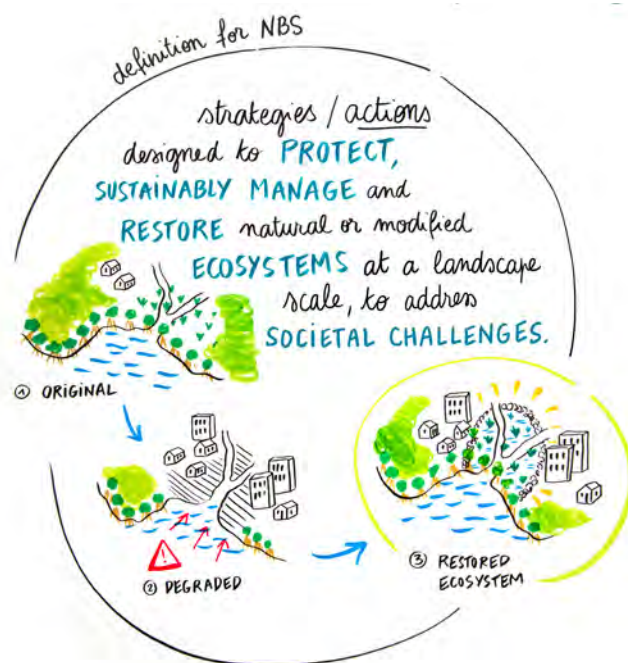 definition for NBS
strategies / actions
designed to PROTECT,
SUSTAINABLY MANAGE and
RESTORE natural or modified
ECOSYSTEMS at a landscape
scale, to address
SOCIETAL CHALLENGES.
① ORIGINAL
!
② DEGRADED
③ RESTORED
ECOSYSTEM